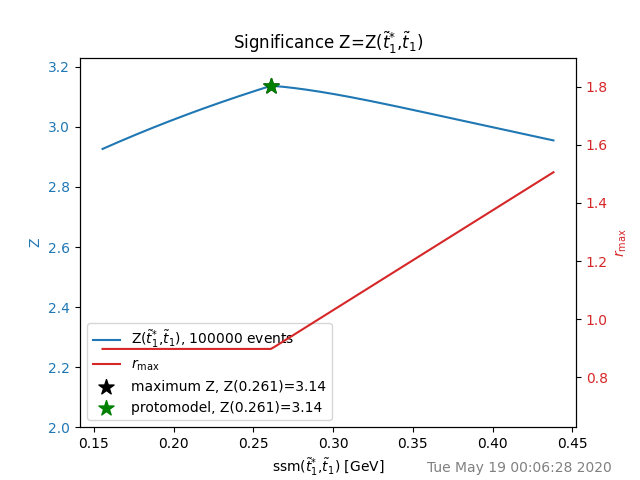 Significance Z=Z(t̃₁*,t̃₁)
3.2
3.0
2.8
2.6
2.4
2.2
2.0
Z
1.8
1.6
1.4
1.2
1.0
0.8
r_max
Z(t̃₁*,t̃₁), 100000 events
r_max
maximum Z, Z(0.261)=3.14
protomodel, Z(0.261)=3.14
0.15 0.20 0.25 0.30 0.35 0.40 0.45
ssm(t̃₁*,t̃₁) [GeV]
Tue May 19 00:06:28 2020